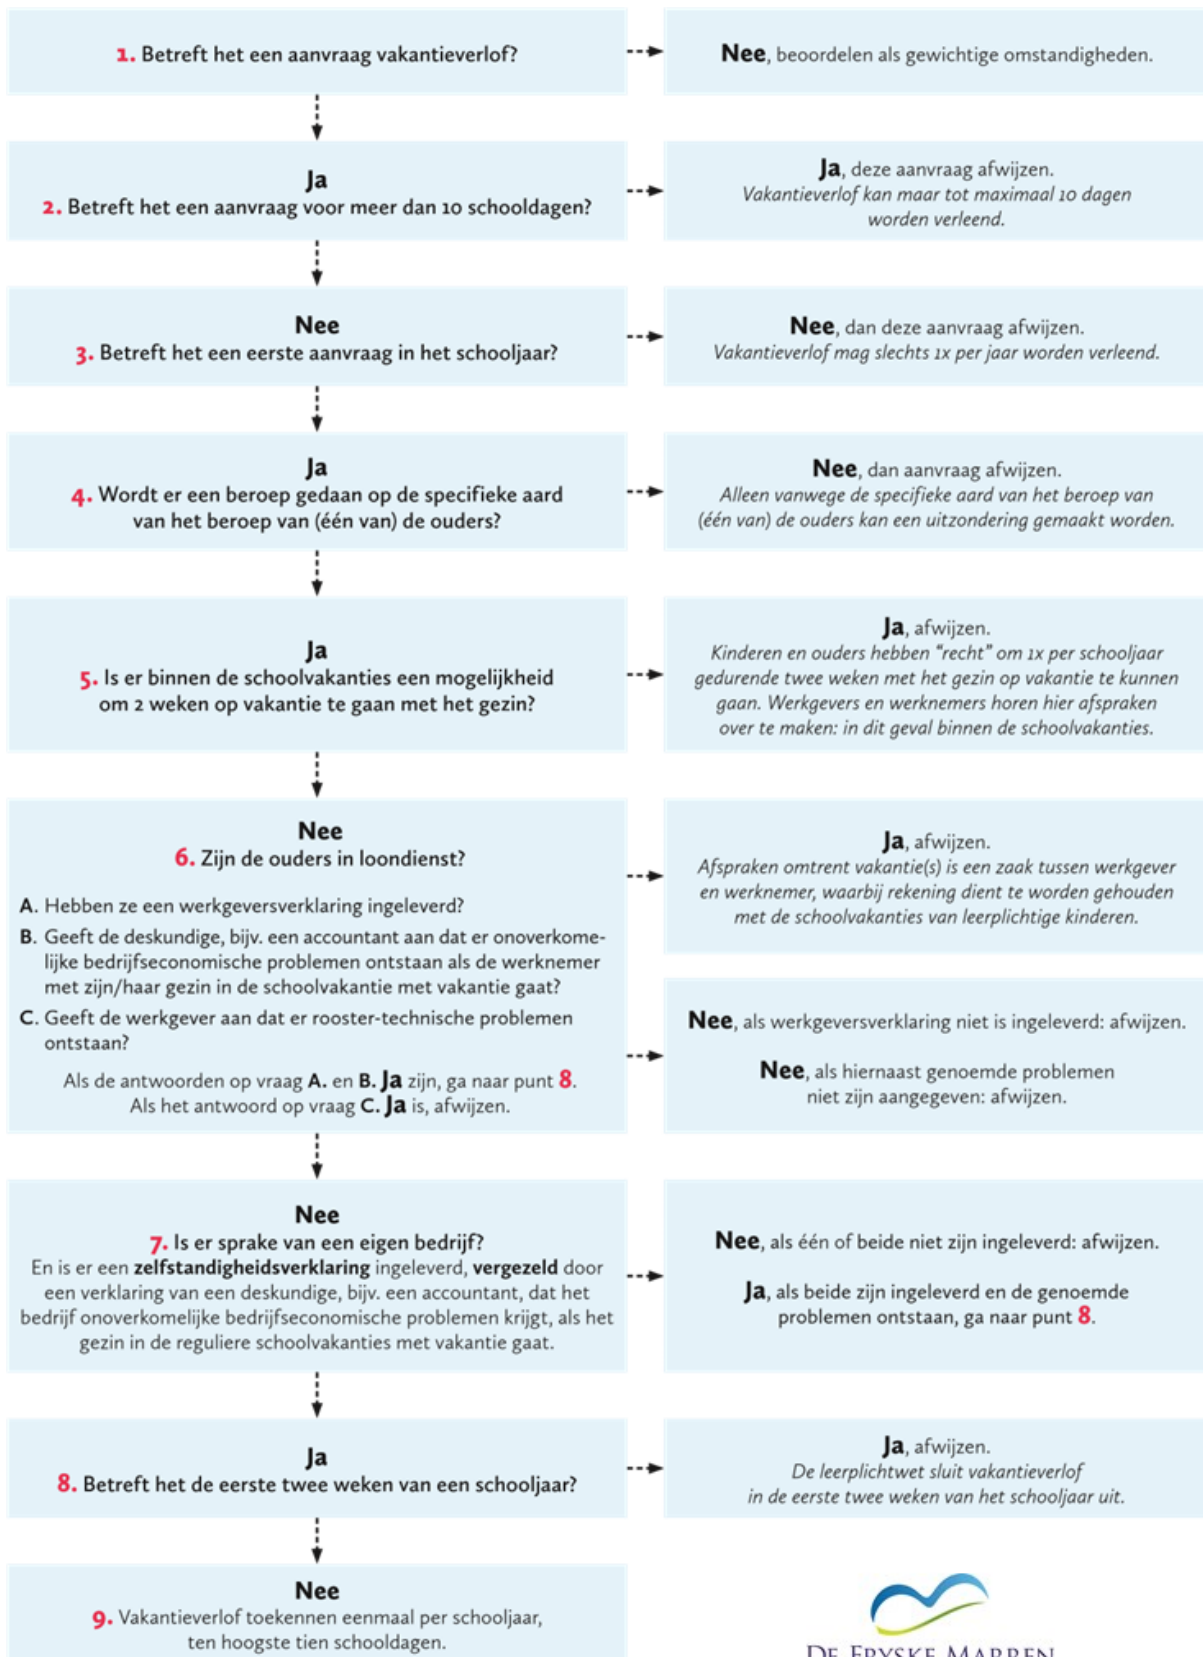 1. Betreft het een aanvraag vakantieverlof?
Nee, beoordelen als gewichtige omstandigheden.
Ja
2. Betreft het een aanvraag voor meer dan 10 schooldagen?
Ja, deze aanvraag afwijzen.
Vakantieverlof kan maar tot maximaal 10 dagen
worden verleend.
Nee
3. Betreft het een eerste aanvraag in het schooljaar?
Nee, dan deze aanvraag afwijzen.
Vakantieverlof mag slechts 1x per jaar worden verleend.
Ja
4. Wordt er een beroep gedaan op de specifieke aard
van het beroep van (één van) de ouders?
Nee, dan aanvraag afwijzen.
Alleen vanwege de specifieke aard van het beroep van
(één van) de ouders kan een uitzondering gemaakt worden.
Ja
5. Is er binnen de schoolvakanties een mogelijkheid
om 2 weken op vakantie te gaan met het gezin?
Ja, afwijzen.
Kinderen en ouders hebben "recht" om 1x per schooljaar
gedurende twee weken met het gezin op vakantie te kunnen
gaan. Werkgevers en werknemers horen hier afspraken
over te maken: in dit geval binnen de schoolvakanties.
Nee
6. Zijn de ouders in loondienst?
A. Hebben ze een werkgeversverklaring ingeleverd?
B. Geeft de deskundige, bijv. een accountant aan dat er onoverkome-
lijke bedrijfseconomische problemen ontstaan als de werknemer
met zijn/haar gezin in de schoolvakantie met vakantie gaat?
C. Geeft de werkgever aan dat er rooster-technische problemen
ontstaan?
Als de antwoorden op vraag A. en B. Ja zijn, ga naar punt 8.
Als het antwoord op vraag C. Ja is, afwijzen.
Ja, afwijzen.
Afspraken omtrent vakantie(s) is een zaak tussen werkgever
en werknemer, waarbij rekening dient te worden gehouden
met de schoolvakanties van leerplichtige kinderen.
Nee, als werkgeversverklaring niet is ingeleverd: afwijzen.
Nee, als hiernaast genoemde problemen
niet zijn aangegeven: afwijzen.
Nee
7. Is er sprake van een eigen bedrijf?
En is er een zelfstandigheidsverklaring ingeleverd, vergezeld door
een verklaring van een deskundige, bijv. een accountant, dat het
bedrijf onoverkomelijke bedrijfseconomische problemen krijgt, als het
gezin in de reguliere schoolvakanties met vakantie gaat.
Nee, als één of beide niet zijn ingeleverd: afwijzen.
Ja, als beide zijn ingeleverd en de genoemde
problemen ontstaan, ga naar punt 8.
Ja
8. Betreft het de eerste twee weken van een schooljaar?
Ja, afwijzen.
De leerplichtwet sluit vakantieverlof
in de eerste twee weken van het schooljaar uit.
Nee
9. Vakantieverlof toekennen eenmaal per schooljaar,
ten hoogste tien schooldagen.
DE FRYSKE MARREN